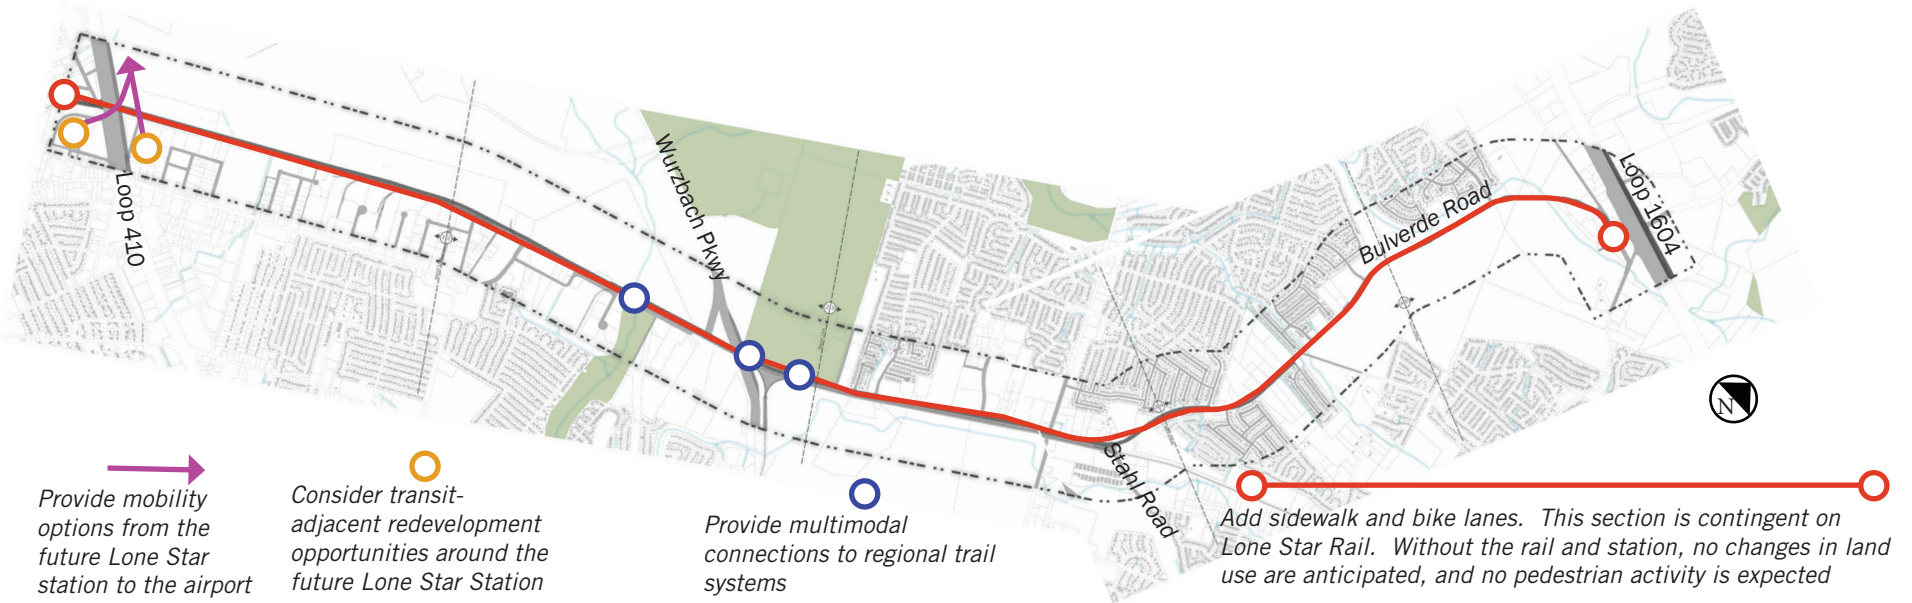 Loop 410
Wurzbach Pkwy
Stahl Road
Bulverde Road
Loop 1604
N
Provide mobility
options from the
future Lone Star
station to the airport
Consider transit-
adjacent redevelopment
opportunities around the
future Lone Star Station
Provide multimodal
connections to regional trail
systems
Add sidewalk and bike lanes.  This section is contingent on
Lone Star Rail.  Without the rail and station, no changes in land
use are anticipated, and no pedestrian activity is expected